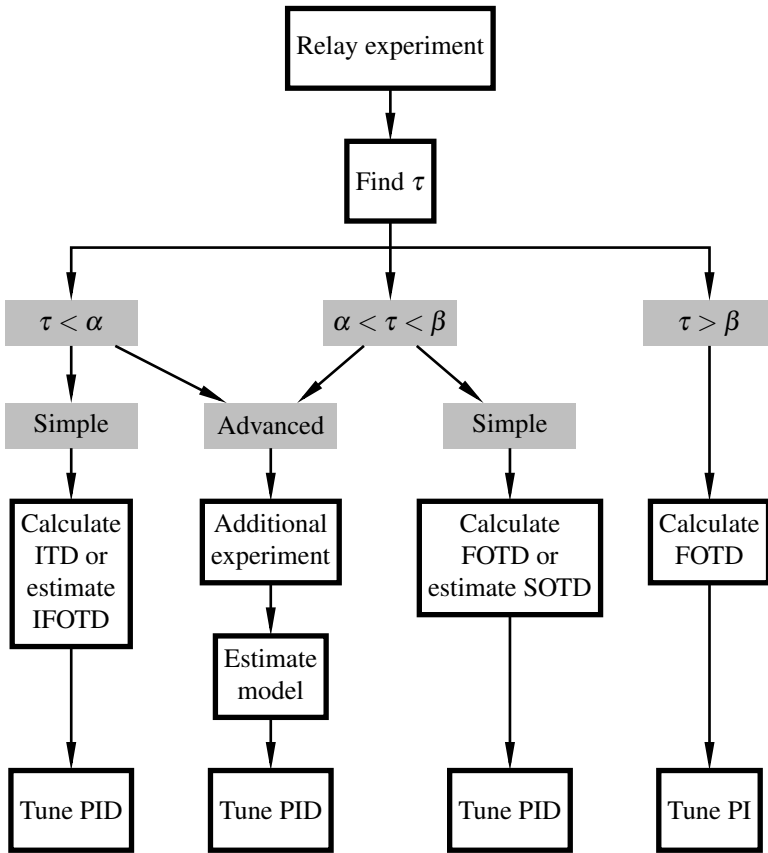 Relay experiment
Find τ
τ < α
α < τ < β
τ > β
Simple
Advanced
Simple
Calculate
ITD or
estimate
IFOTD
Additional
experiment
Calculate
FOTD or
estimate SOTD
Calculate
FOTD
Estimate
model
Tune PID
Tune PID
Tune PID
Tune PI